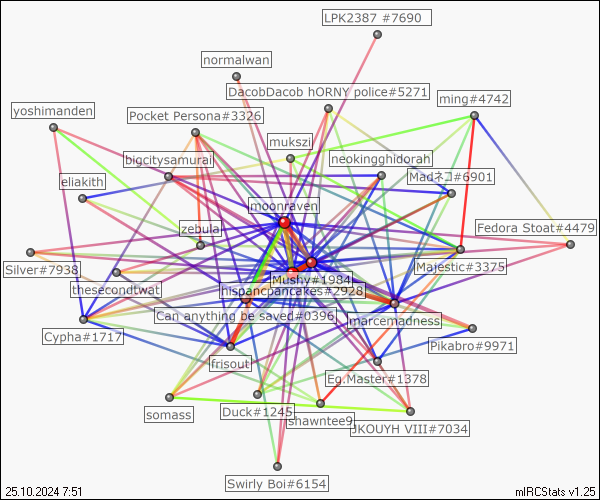 LPK2387 #7690
normalwan
DacobDacob hORNY police#5271
ming#4742
yoshimanden
Pocket Persona#3326
mukszi
bigcitysamurai
neokingghidorah
eliakith
Madネコ#6901
moonraven
zebula
Fedora Stoat#4479
Silver#7938
Majestic#3375
thesecondtwat
Mushy#1984
hispancpancakes#7928
Can anything be saved#0396
marcemadness
Cypha#1717
Pikabro#9971
frisout
Eg.Master#1378
somass
Duck#1245
shawntee9
JKOUYH VIII#7034
Swirly Boi#6154
25.10.2024 7:51
mIRCStats v1.25